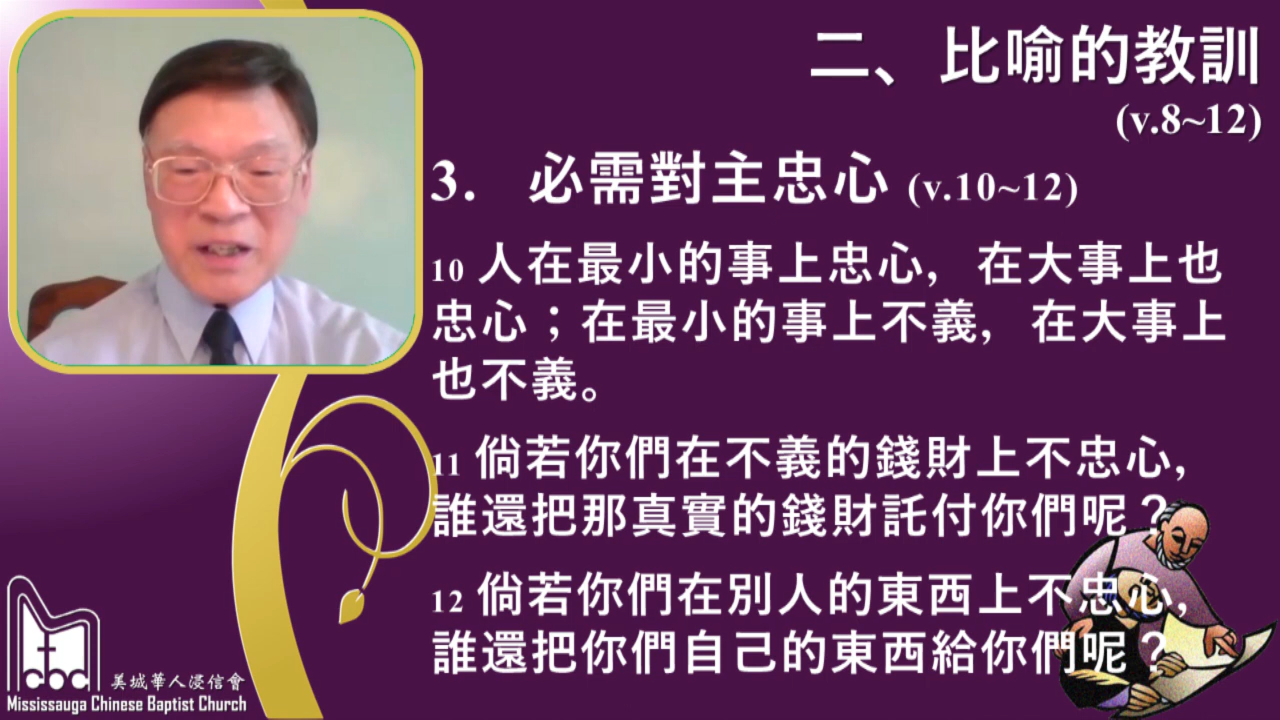 二、比喻的教訓
(v.8~12)
3. 必需對主忠心 (v.10~12)
10 人在最小的事上忠心，在大事上也
忠心；在最小的事上不義，在大事上
也不義。
11 倘若你們在不義的錢財上不忠心，
誰還把那真實的錢財託付你們呢？
12 倘若你們在別人的東西上不忠心，
誰還把你們自己的東西給你們呢？
cbc
美城華人浸信會
Mississauga Chinese Baptist Church